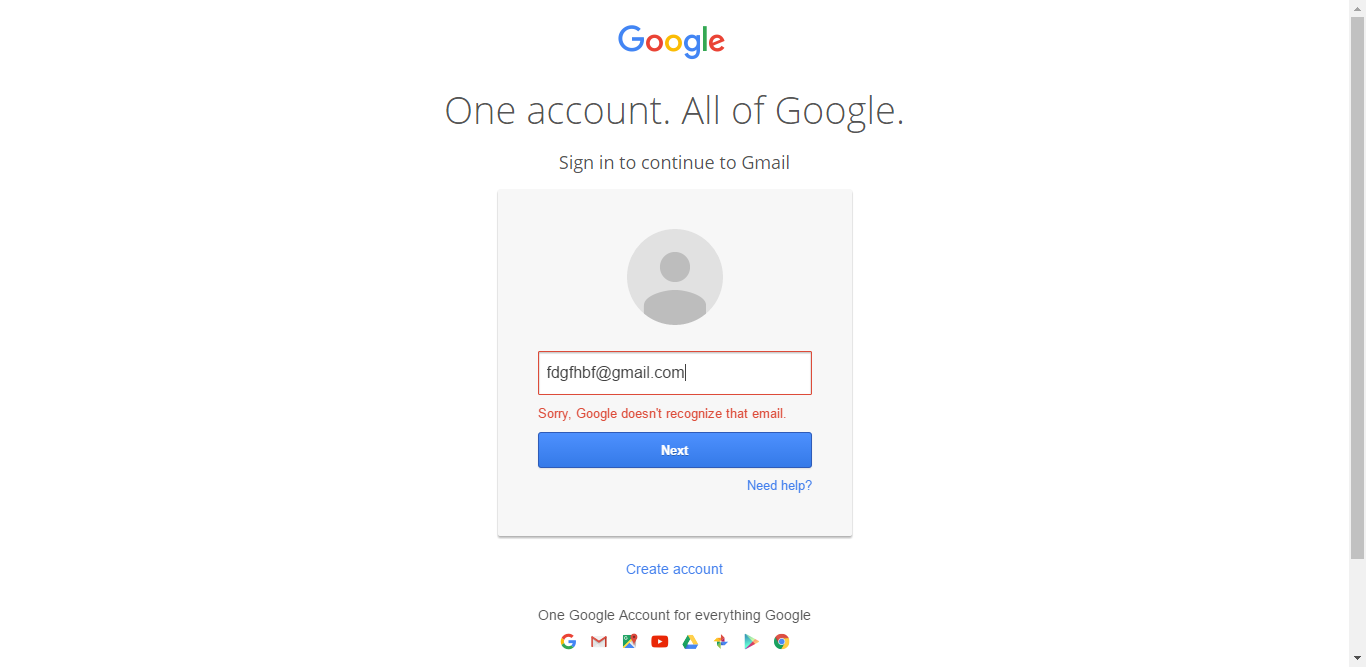 Google
One account. All of Google.
Sign in to continue to Gmail
fdgfhbf@gmail.com
Sorry, Google doesn't recognize that email.
Next
Need help?
Create account
One Google Account for everything Google